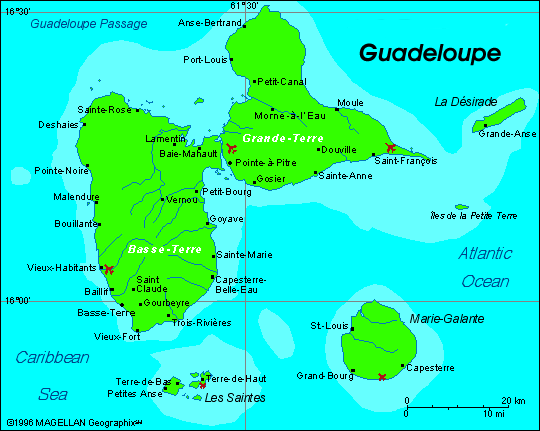 61°30'
16°30'
Guadeloupe Passage
Anse-Bertrand
Guadeloupe
Port-Louis
Petit-Canal
La Désirade
Sainte-Rose
Morne-à-l'Eau
Moule
Deshaies
Lamentin
Grande-Terre
Grande-Anse
Baie-Mahault
Douville
Saint-François
Pointe-à-Pitre
Pointe-Noire
Gosier
Sainte-Anne
Petit-Bourg
Malendure
Vernou
Îles de la Petite Terre
Bouillante
Goyave
Basse-Terre
Sainte-Marie
Atlantic
Ocean
Vieux-Habitants
Saint
Claude
Capesterre-
Belle-Eau
Baillif
16°00'
Gourbeyre
Basse-Terre
Trois-Rivières
Marie-Galante
St-Louis
Vieux-Fort
Caribbean
Sea
Capesterre
Grand-Bourg
Terre-de-Haut
Terre-de-Bas
Petites Anse
Les Saintes
0 10 20 km
0 10 mi
©1996 MAGELLAN Geographix℠